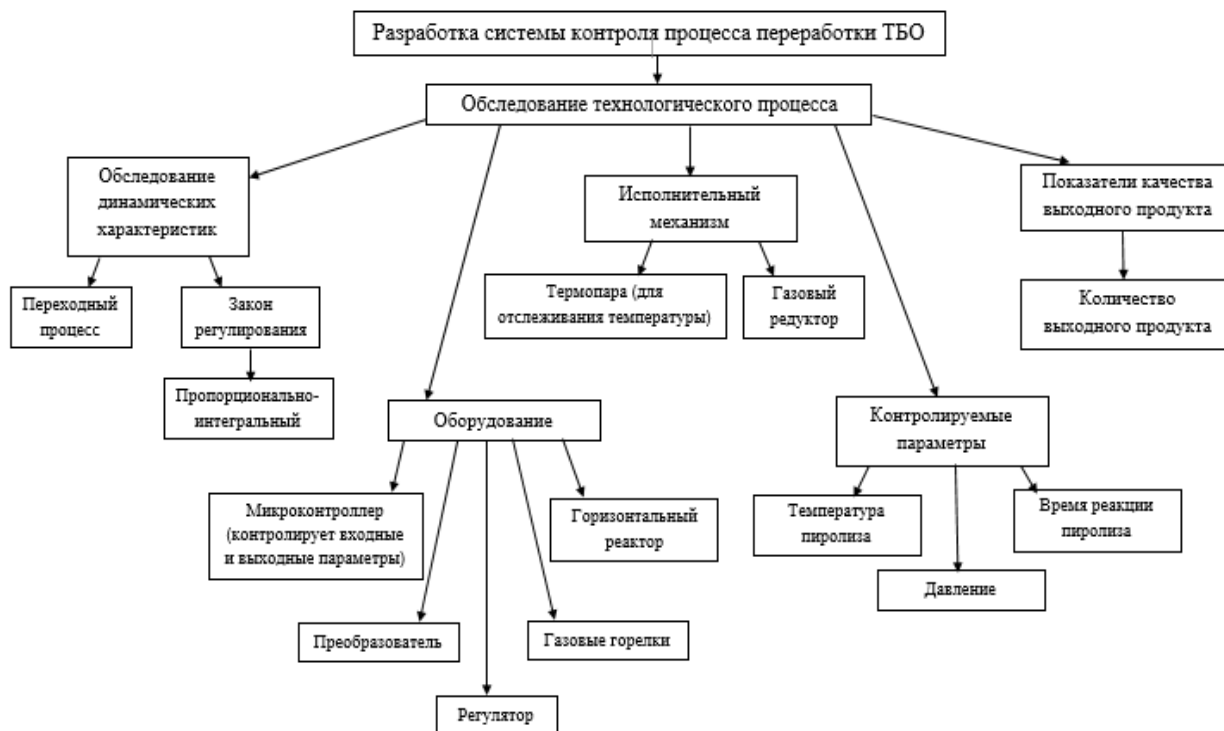 Разработка системы контроля процесса переработки ТБО
Обследование технологического процесса
Обследование
динамических
характеристик
Исполнительный
механизм
Показатели качества
выходного продукта
Переходный
процесс
Закон
регулирования
Термопара (для
отслеживания температуры)
Газовый
редуктор
Количество
выходного продукта
Пропорционально-
интегральный
Оборудование
Контролируемые
параметры
Микроконтроллер
(контролирует входные
и выходные параметры)
Горизонтальный
реактор
Температура
пиролиза
Время реакции
пиролиза
Давление
Преобразователь
Газовые горелки
Регулятор